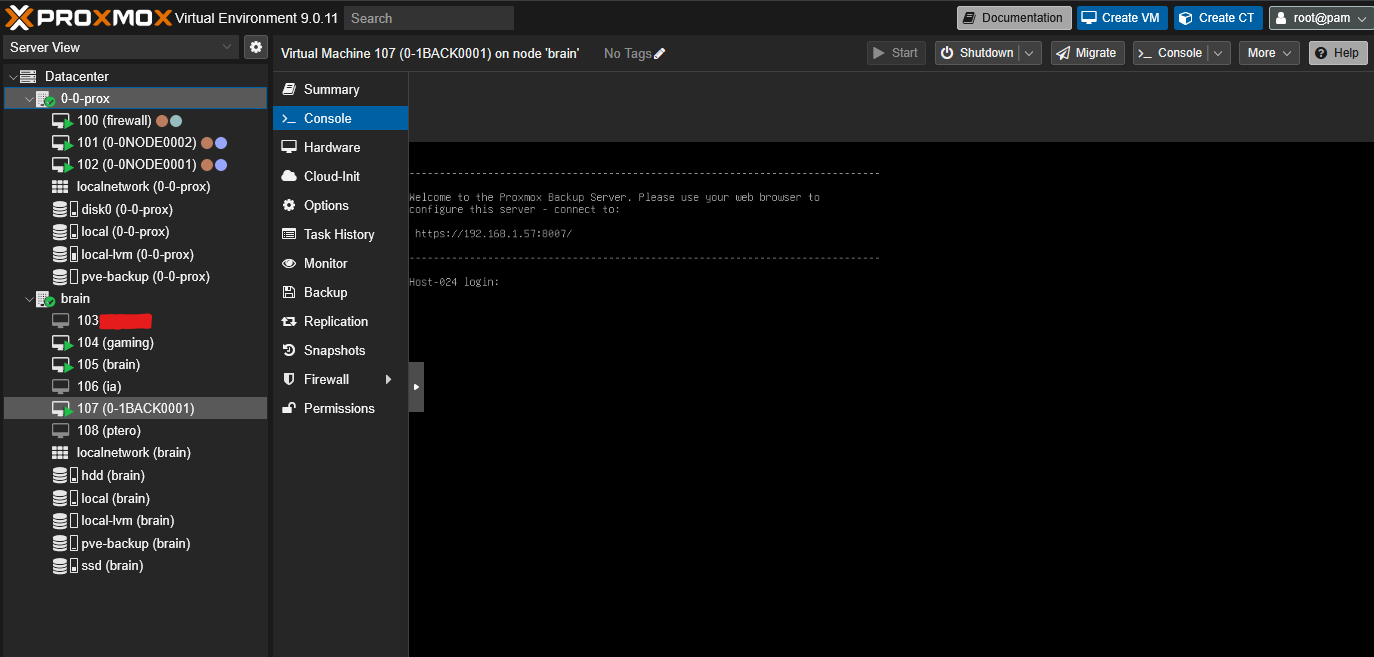 PROXMOX Virtual Environment 9.0.11 Search Documentation Create VM Create CT root@pam
Server View
Virtual Machine 107 (0-1BACK0001) on node 'brain' No Tags Start Shutdown Migrate >_ Console More Help
Datacenter
0-0-prox
100 (firewall)
101 (0-0NODE0002)
102 (0-0NODE0001)
localnetwork (0-0-prox)
disk0 (0-0-prox)
local (0-0-prox)
local-lvm (0-0-prox)
pve-backup (0-0-prox)
brain
103
104 (gaming)
105 (brain)
106 (ia)
107 (0-1BACK0001)
108 (ptero)
localnetwork (brain)
hdd (brain)
local (brain)
local-lvm (brain)
pve-backup (brain)
ssd (brain)
Summary
>_ Console
Hardware
Cloud-Init
Options
Task History
Monitor
Backup
Replication
Snapshots
Firewall
Permissions
--------------------------------------------------------------------------------
Welcome to the Proxmox Backup Server. Please use your web browser to
configure this server - connect to:
https://192.168.1.57:8007/
--------------------------------------------------------------------------------
Host-024 login: